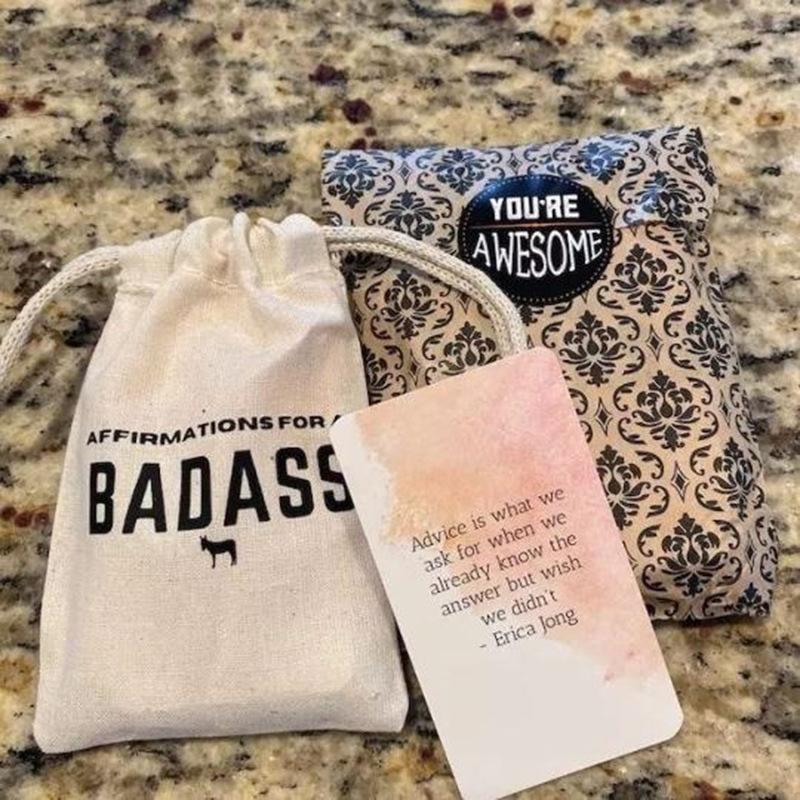 YOU'RE
AWESOME
AFFIRMATIONS FOR A
BADASS
Advice is what we
ask for when we
already know the
answer but wish
we didn't
- Erica Jong